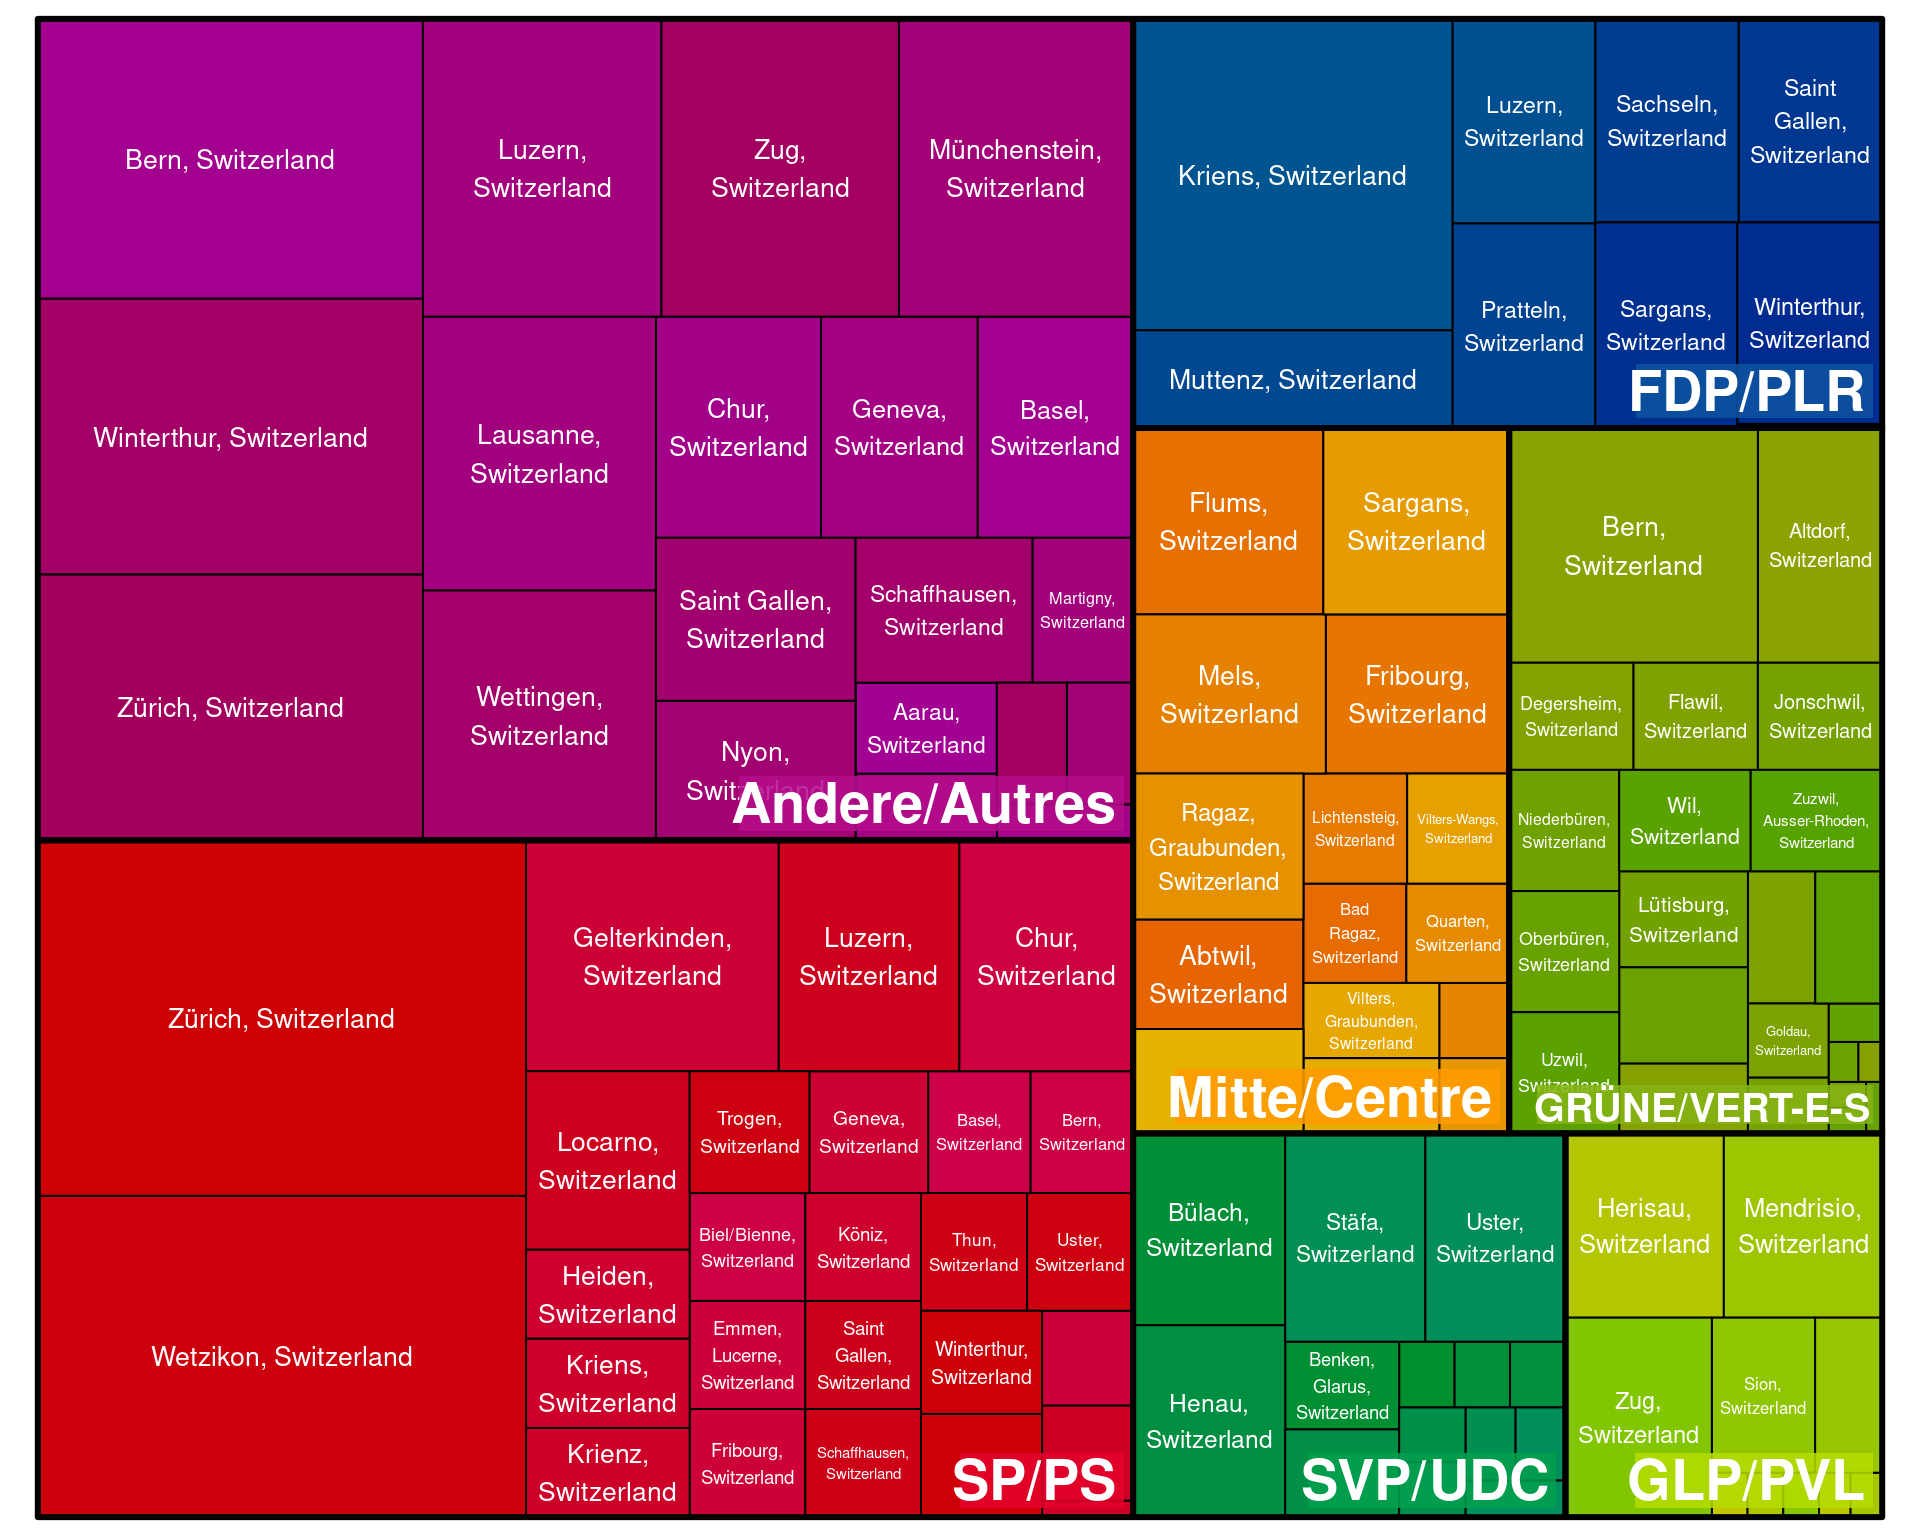 Bern, Switzerland
Winterthur, Switzerland
Zürich, Switzerland
Luzern,
Switzerland
Zug,
Switzerland
Münchenstein,
Switzerland
Lausanne,
Switzerland
Wettingen,
Switzerland
Chur,
Switzerland
Geneva,
Switzerland
Basel,
Switzerland
Saint Gallen,
Switzerland
Schaffhausen,
Switzerland
Martigny,
Switzerland
Nyon,
Switzerland
Aarau,
Switzerland
Andere/Autres
Kriens, Switzerland
Muttenz, Switzerland
Luzern,
Switzerland
Sachseln,
Switzerland
Saint
Gallen,
Switzerland
Pratteln,
Switzerland
Sargans,
Switzerland
Winterthur,
Switzerland
FDP/PLR
Flums,
Switzerland
Sargans,
Switzerland
Mels,
Switzerland
Fribourg,
Switzerland
Ragaz,
Graubunden,
Switzerland
Lichtensteig,
Switzerland
Vilters-Wangs,
Switzerland
Bad
Ragaz,
Switzerland
Quarten,
Switzerland
Abtwil,
Switzerland
Vilters,
Graubunden,
Switzerland
Mitte/Centre
Bern,
Switzerland
Altdorf,
Switzerland
Degersheim,
Switzerland
Flawil,
Switzerland
Jonschwil,
Switzerland
Niederbüren,
Switzerland
Wil,
Switzerland
Zuzwil,
Ausser-Rhoden,
Switzerland
Oberbüren,
Switzerland
Lütisburg,
Switzerland
Uzwil,
Switzerland
Goldau,
Switzerland
GRÜNE/VERT-E-S
Zürich, Switzerland
Wetzikon, Switzerland
Gelterkinden,
Switzerland
Luzern,
Switzerland
Chur,
Switzerland
Locarno,
Switzerland
Heiden,
Switzerland
Kriens,
Switzerland
Krienz,
Switzerland
Trogen,
Switzerland
Geneva,
Switzerland
Basel,
Switzerland
Bern,
Switzerland
Biel/Bienne,
Switzerland
Köniz,
Switzerland
Thun,
Switzerland
Uster,
Switzerland
Emmen,
Lucerne,
Switzerland
Saint
Gallen,
Switzerland
Winterthur,
Switzerland
Fribourg,
Switzerland
Schaffhausen,
Switzerland
SP/PS
Bülach,
Switzerland
Stäfa,
Switzerland
Uster,
Switzerland
Henau,
Switzerland
Benken,
Glarus,
Switzerland
SVP/UDC
Herisau,
Switzerland
Mendrisio,
Switzerland
Zug,
Switzerland
Sion,
Switzerland
GLP/PVL